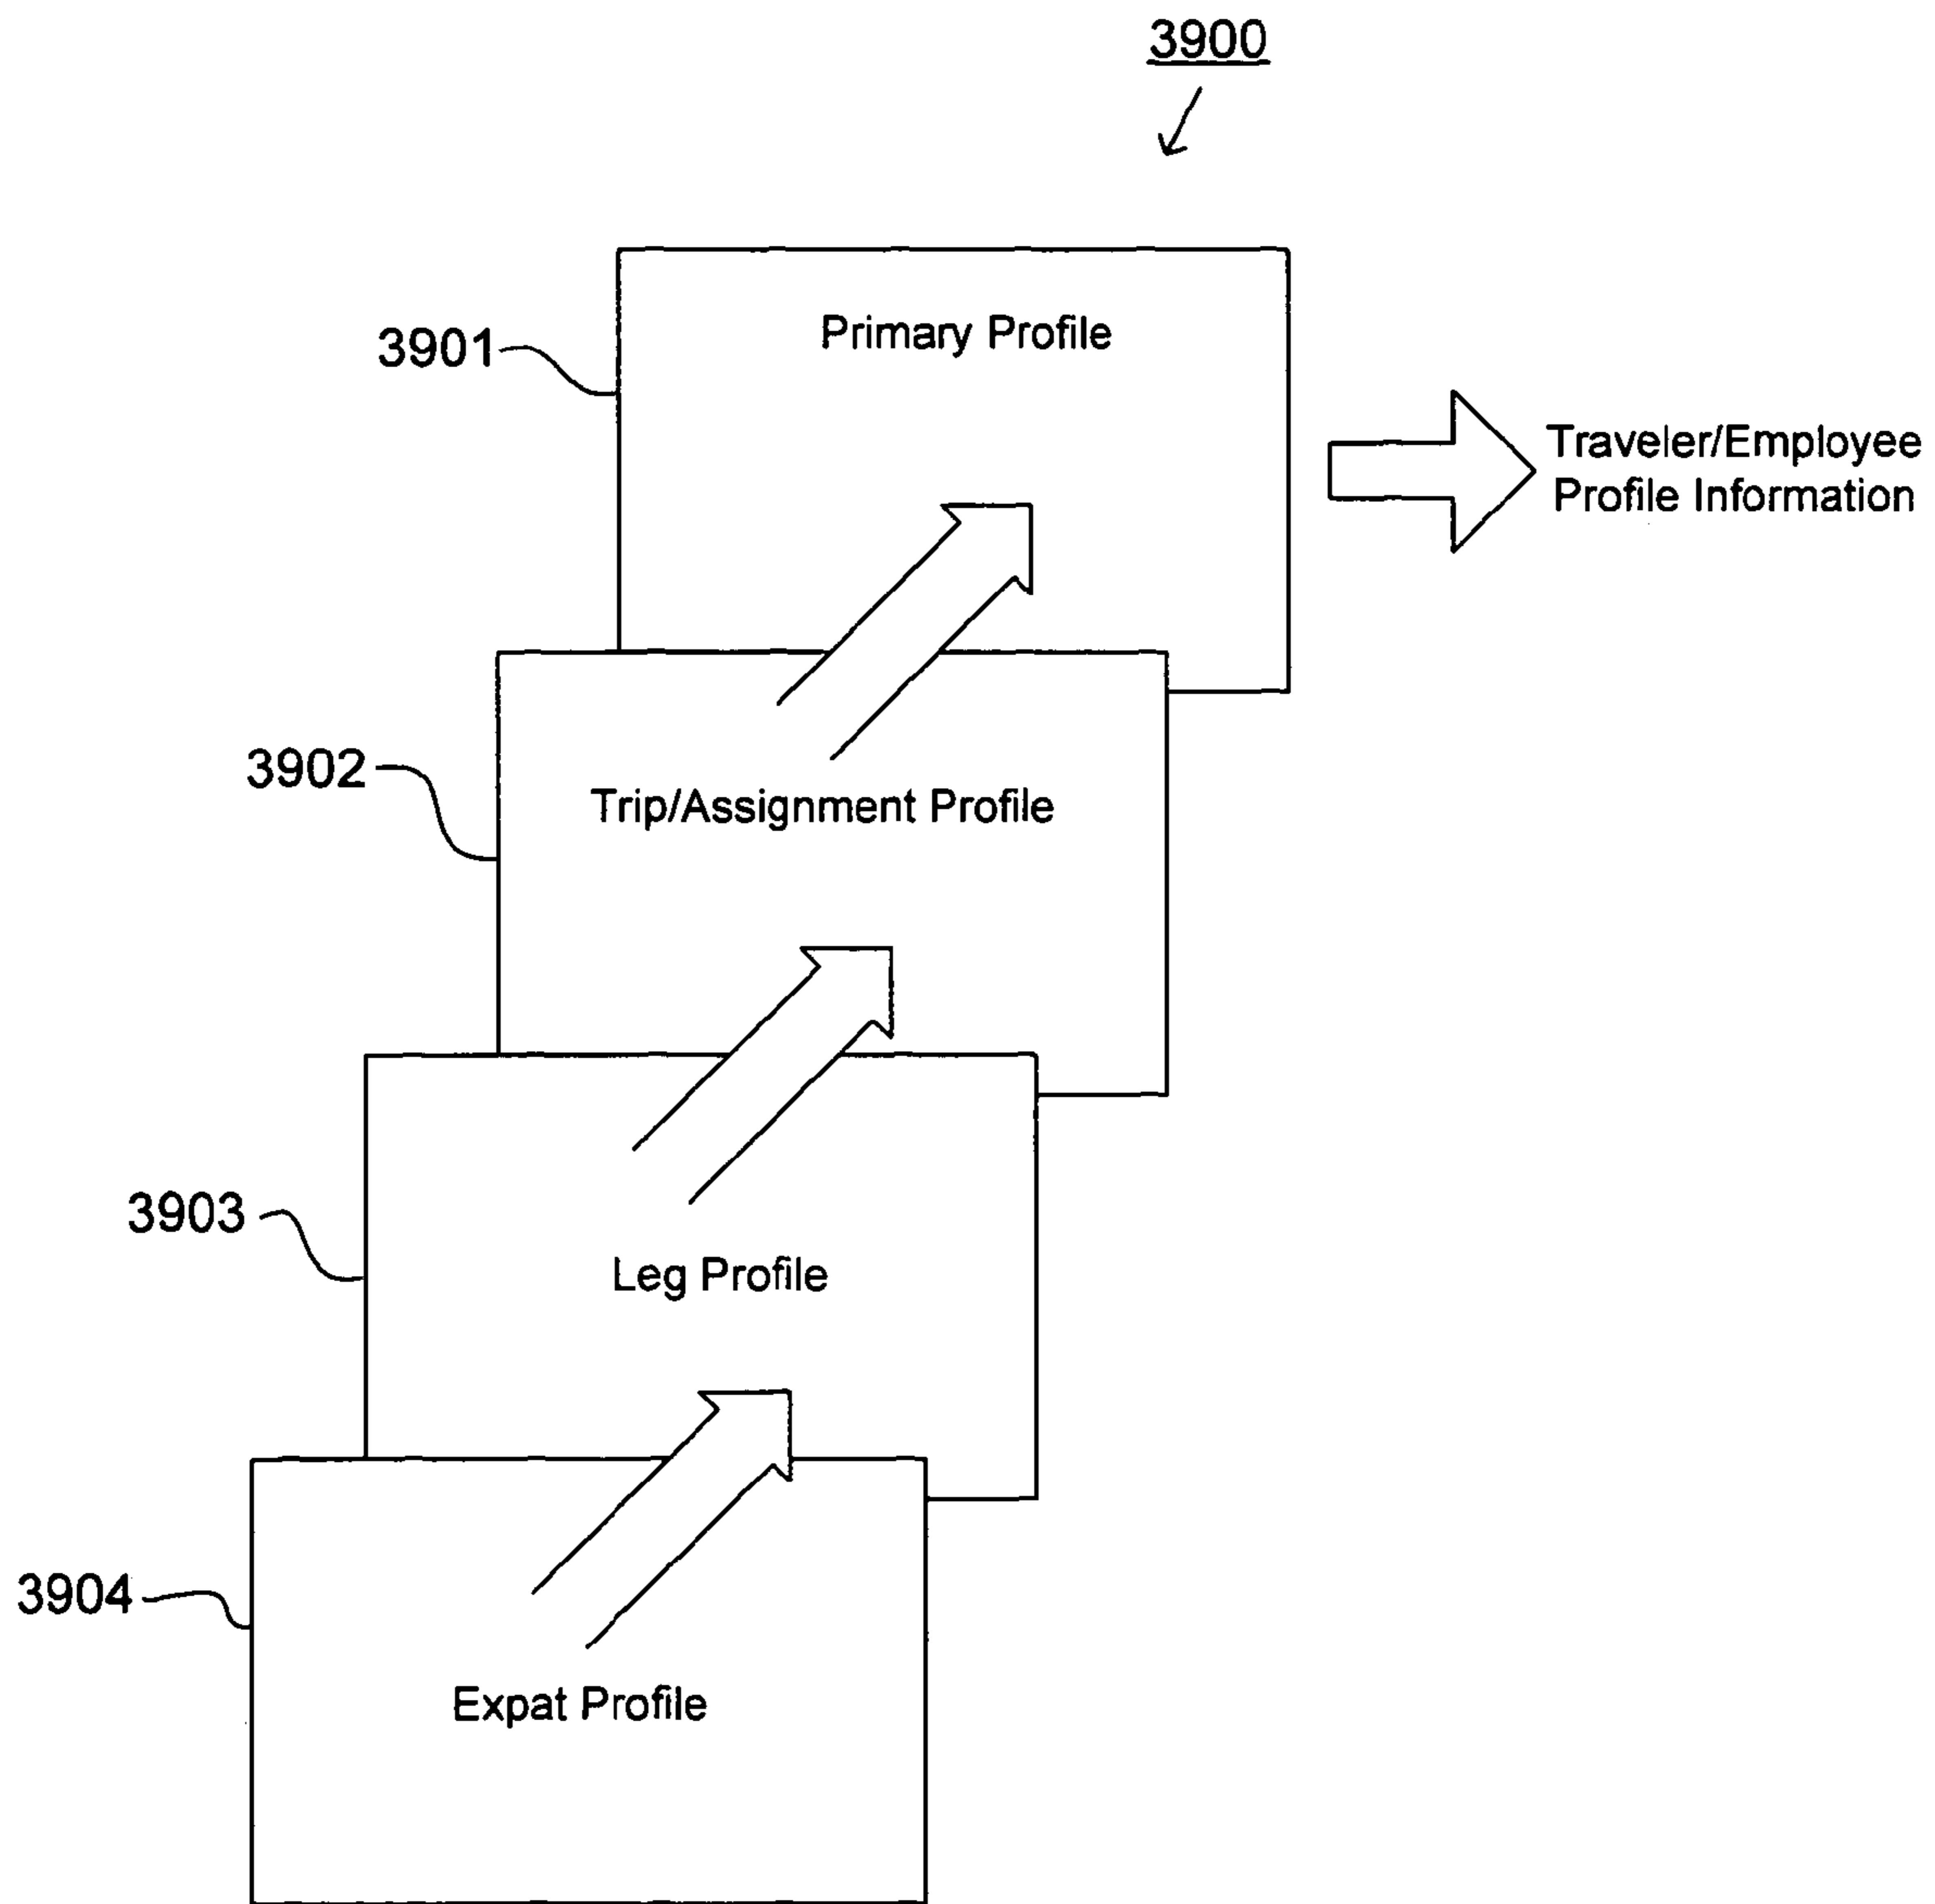 3900
Primary Profile
3901
Traveler/Employee
Profile Information
3902
Trip/Assignment Profile
3903
Leg Profile
3904
Expat Profile